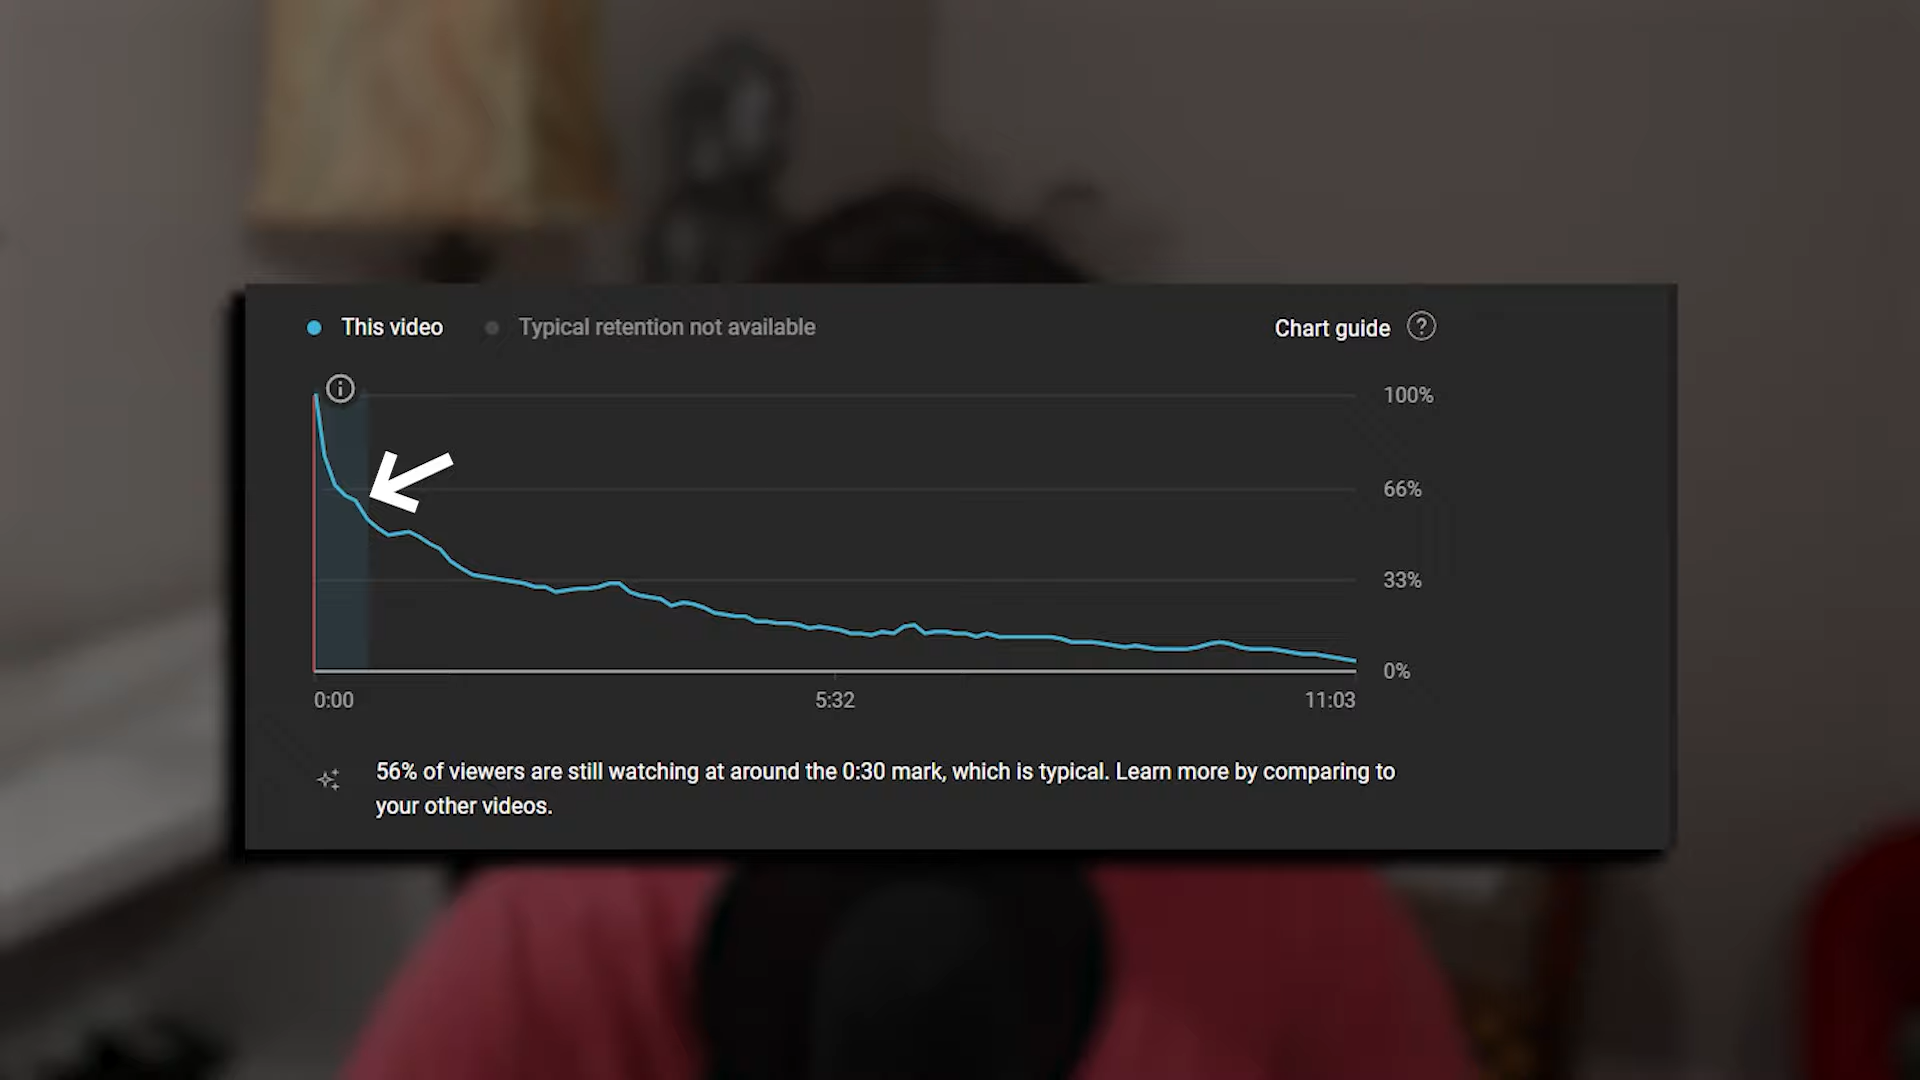 This video
Typical retention not available
Chart guide
100%
66%
33%
0%
0:00
5:32
11:03
56% of viewers are still watching at around the 0:30 mark, which is typical. Learn more by comparing to
your other videos.